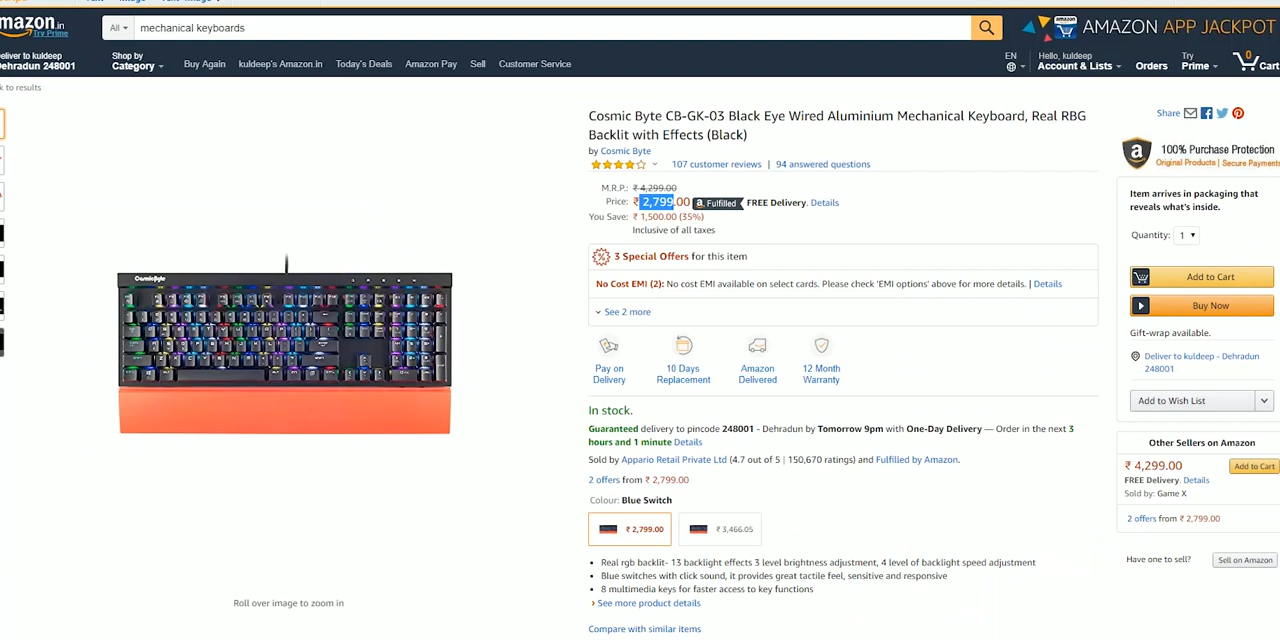 mazon.in
Try Prime
All
mechanical keyboards
amazon
AMAZON APP JACKPOT
eliver to kuldeep
Dehradun 248001
Shop by
Category
Buy Again
kuldeep's Amazon.in
Today's Deals
Amazon Pay
Sell
Customer Service
EN
Hello, kuldeep
Account & Lists
Orders
Try
Prime
0
Cart
k to results
Cosmic Byte CB-GK-03 Black Eye Wired Aluminium Mechanical Keyboard, Real RBG
Backlit with Effects (Black)
by Cosmic Byte
107 customer reviews | 94 answered questions
M.R.P.: ₹ 4,299.00
Price: ₹ 2,799.00 Fulfilled FREE Delivery. Details
You Save: ₹ 1,500.00 (35%)
Inclusive of all taxes
3 Special Offers for this item
No Cost EMI (2): No cost EMI available on select cards. Please check 'EMI options' above for more details. | Details
See 2 more
Pay on
Delivery
10 Days
Replacement
Amazon
Delivered
12 Month
Warranty
In stock.
Guaranteed delivery to pincode 248001 - Dehradun by Tomorrow 9pm with One-Day Delivery — Order in the next 3
hours and 1 minute Details
Sold by Appario Retail Private Ltd (4.7 out of 5 | 150,670 ratings) and Fulfilled by Amazon.
2 offers from ₹ 2,799.00
Colour: Blue Switch
₹ 2,799.00
₹ 3,466.05
• Real rgb backlit- 13 backlight effects 3 level brightness adjustment, 4 level of backlight speed adjustment
• Blue switches with click sound, it provides great tactile feel, sensitive and responsive
• 8 multimedia keys for faster access to key functions
› See more product details
Compare with similar items
CosmicByte
Roll over image to zoom in
Share
100% Purchase Protection
Original Products | Secure Payments
Item arrives in packaging that
reveals what's inside.
Quantity: 1
Add to Cart
Buy Now
Gift-wrap available.
Deliver to kuldeep - Dehradun
248001
Add to Wish List
Other Sellers on Amazon
₹ 4,299.00
Add to Cart
FREE Delivery. Details
Sold by: Game X
2 offers from ₹ 2,799.00
Have one to sell?
Sell on Amazon